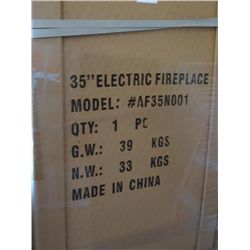 35"ELECTRIC FIREPLACE
MODEL: #AF35N001
QTY: 1 PC
G.W.: 39 KGS
N.W.: 33 KGS
MADE IN CHINA